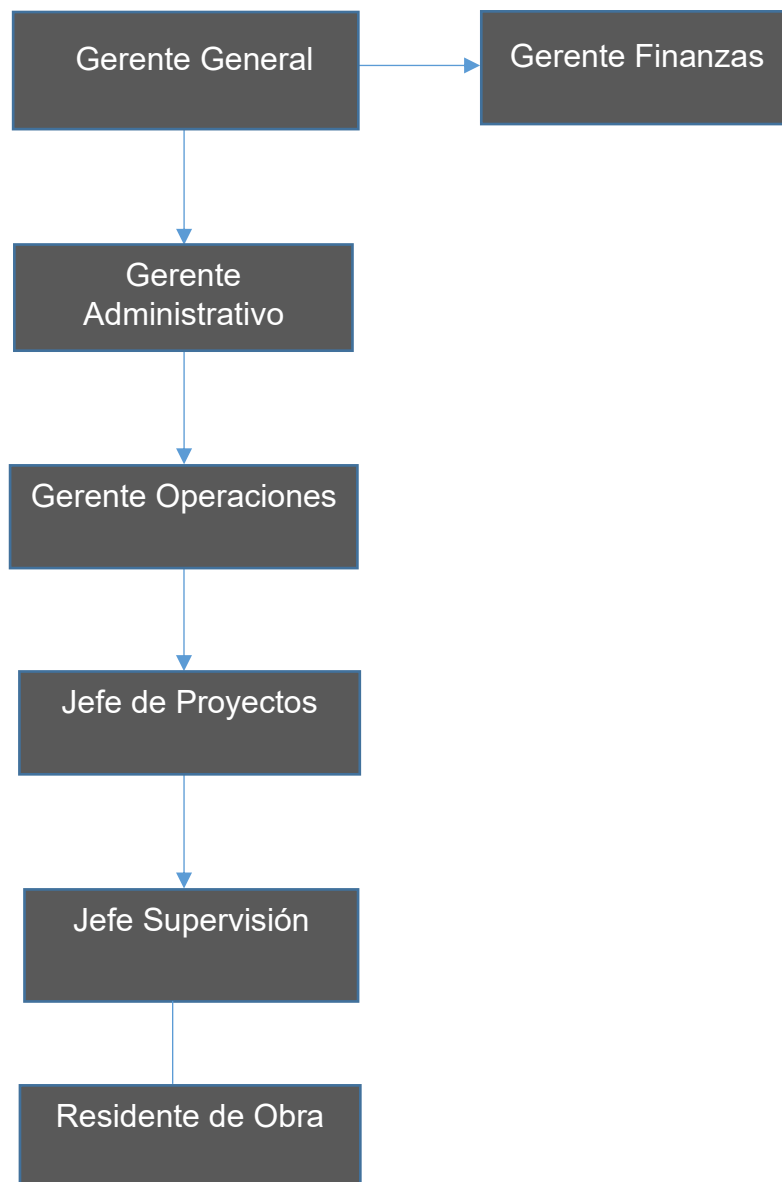 Gerente General
Gerente Finanzas
Gerente
Administrativo
Gerente Operaciones
Jefe de Proyectos
Jefe Supervisión
Residente de Obra